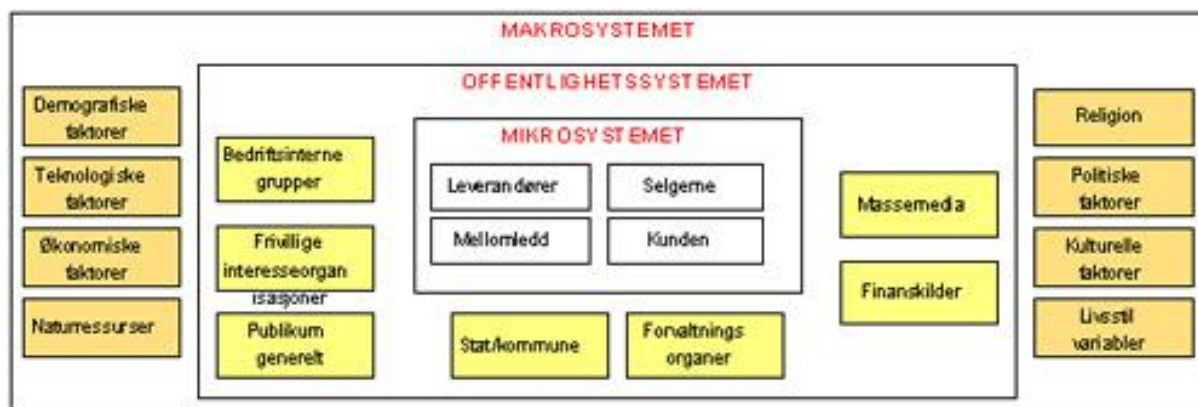 MAKROSYSTEMET
OFFENTLIGHETSSYSTEMET
MIKROSYSTEMET
Demografiske
faktorer
Teknologiske
faktorer
Økonomiske
faktorer
Naturressurser
Bedriftsinterne
grupper
Frivillige
interesseorgan
isasjoner
Publikum
generelt
Leverandører
Selgerne
Mellomledd
Kunden
Stat/kommune
Forvaltnings
organer
Massemedia
Finanskilder
Religion
Politiske
faktorer
Kulturelle
faktorer
Livsstil
variabler